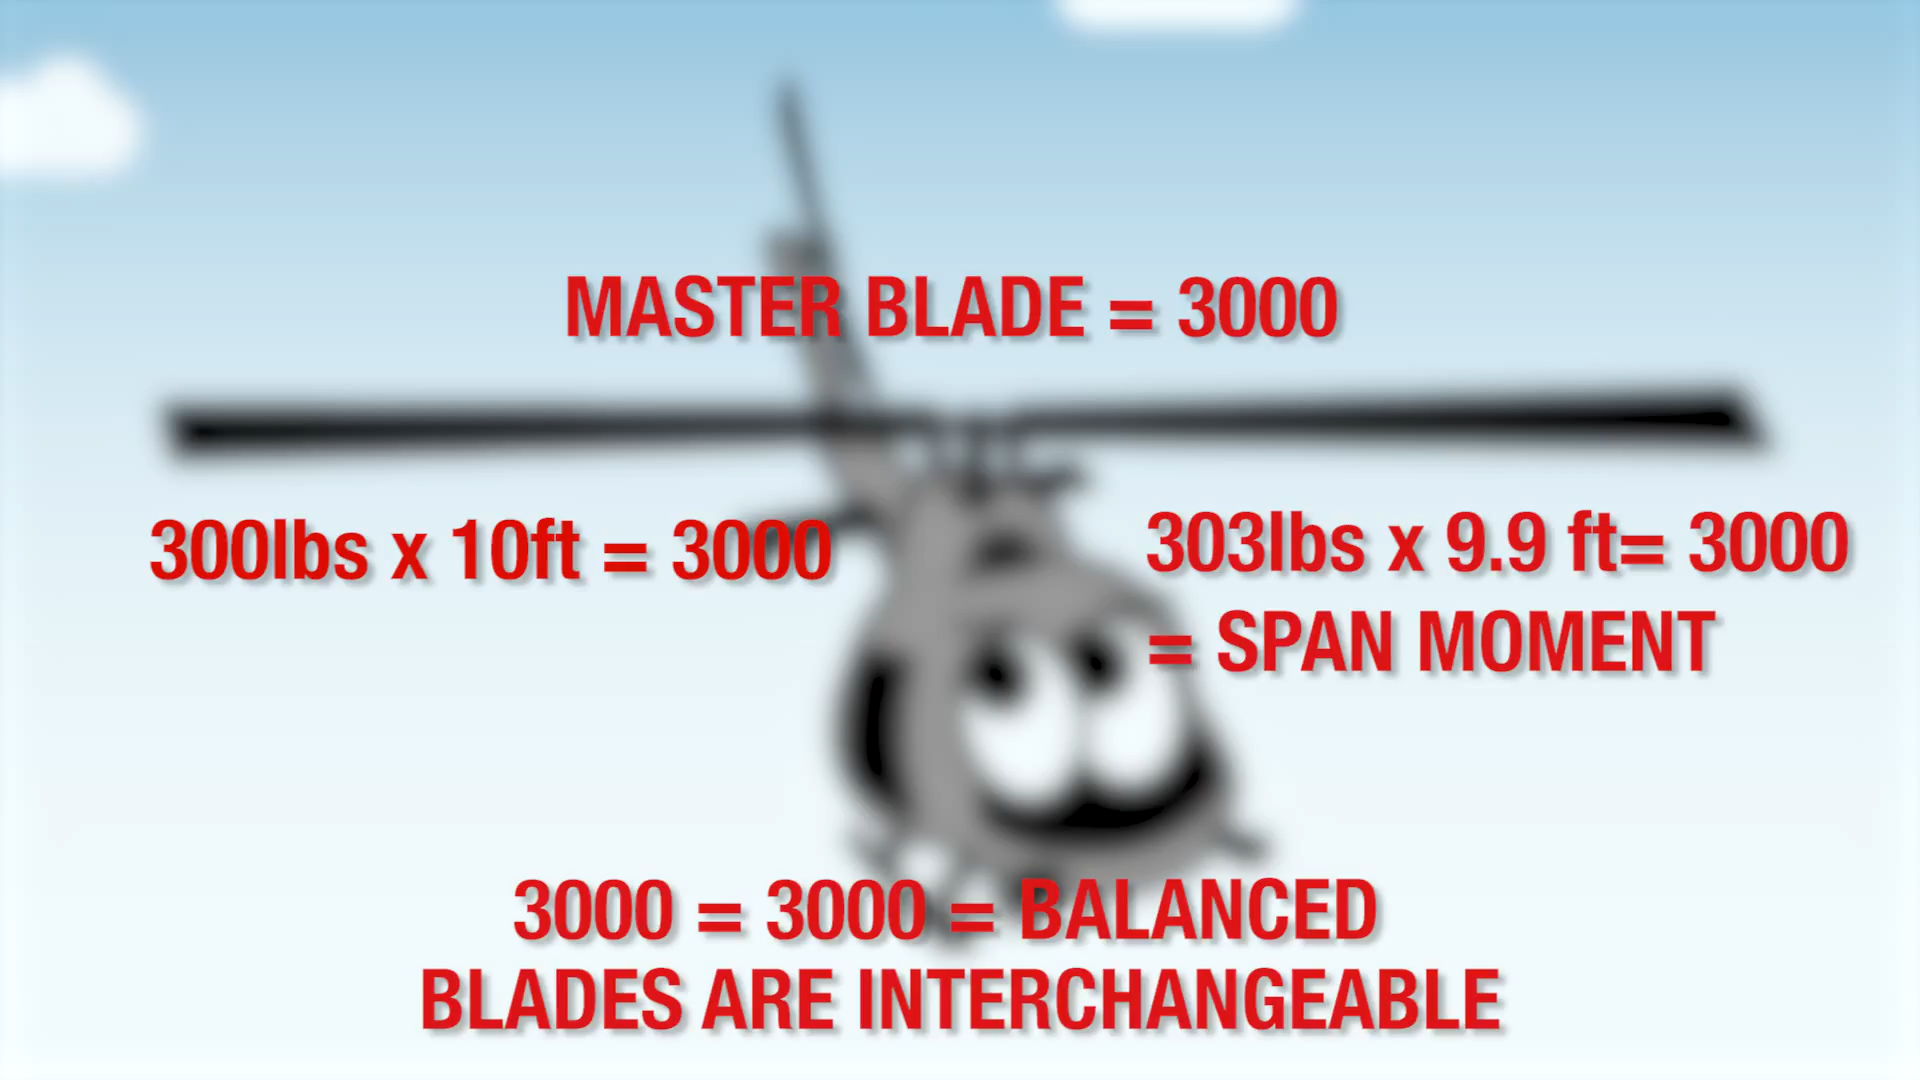 MASTER BLADE = 3000
300lbs x 10ft = 3000
303lbs x 9.9 ft= 3000
= SPAN MOMENT
3000 = 3000 = BALANCED
BLADES ARE INTERCHANGEABLE